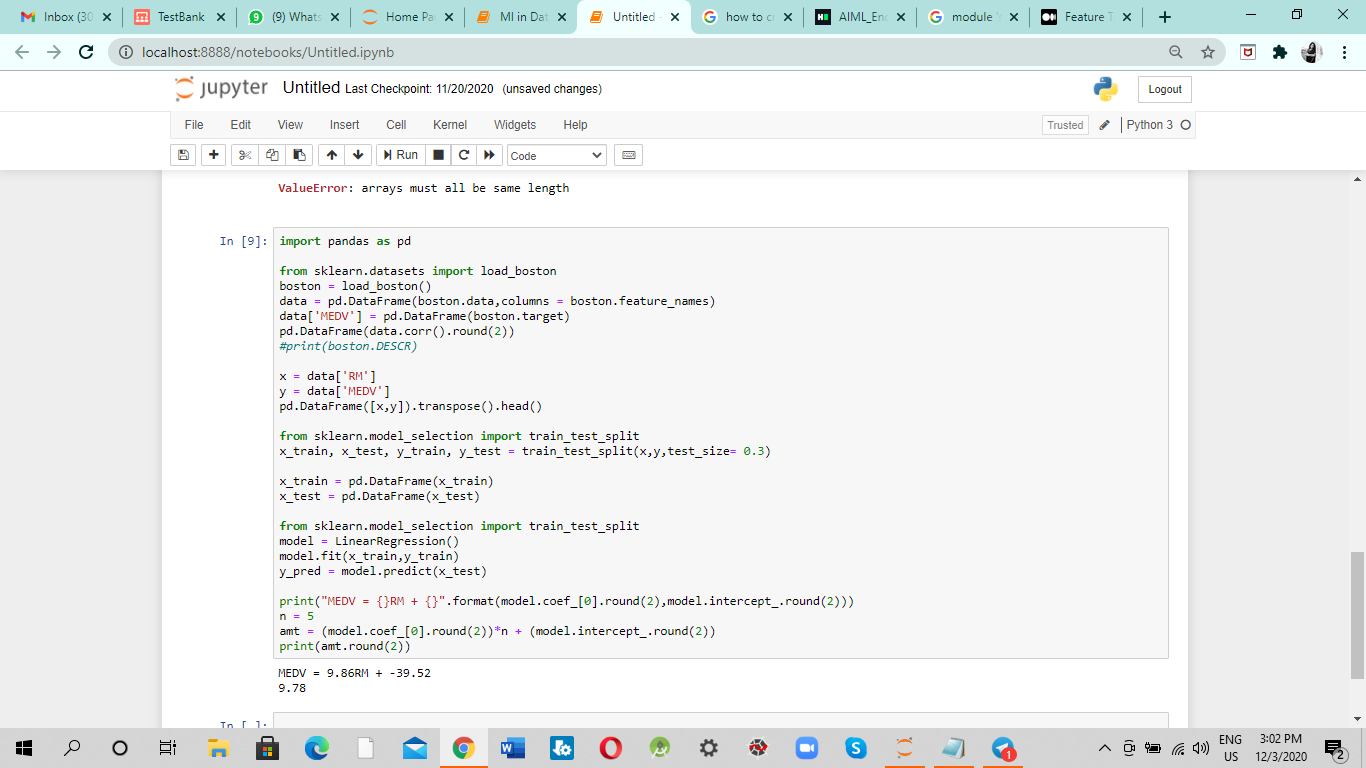 Inbox (30
TestBank
(9) Whats
Home Pa
MI in Dat
Untitled
how to c
AIML_En
module '
Feature T
localhost:8888/notebooks/Untitled.ipynb
jupyter Untitled Last Checkpoint: 11/20/2020 (unsaved changes)
Logout
File Edit View Insert Cell Kernel Widgets Help
Trusted Python 3
Run Code
ValueError: arrays must all be same length
In [9]: import pandas as pd
from sklearn.datasets import load_boston
boston = load_boston()
data = pd.DataFrame(boston.data,columns = boston.feature_names)
data['MEDV'] = pd.DataFrame(boston.target)
pd.DataFrame(data.corr().round(2))
#print(boston.DESCR)
x = data['RM']
y = data['MEDV']
pd.DataFrame([x,y]).transpose().head()
from sklearn.model_selection import train_test_split
x_train, x_test, y_train, y_test = train_test_split(x,y,test_size= 0.3)
x_train = pd.DataFrame(x_train)
x_test = pd.DataFrame(x_test)
from sklearn.model_selection import train_test_split
model = LinearRegression()
model.fit(x_train,y_train)
y_pred = model.predict(x_test)
print("MEDV = {}RM + {}".format(model.coef_[0].round(2),model.intercept_.round(2)))
n = 5
amt = (model.coef_[0].round(2))*n + (model.intercept_.round(2))
print(amt.round(2))
MEDV = 9.86RM + -39.52
9.78
In [ ]:
ENG
US
3:02 PM
12/3/2020
2
1